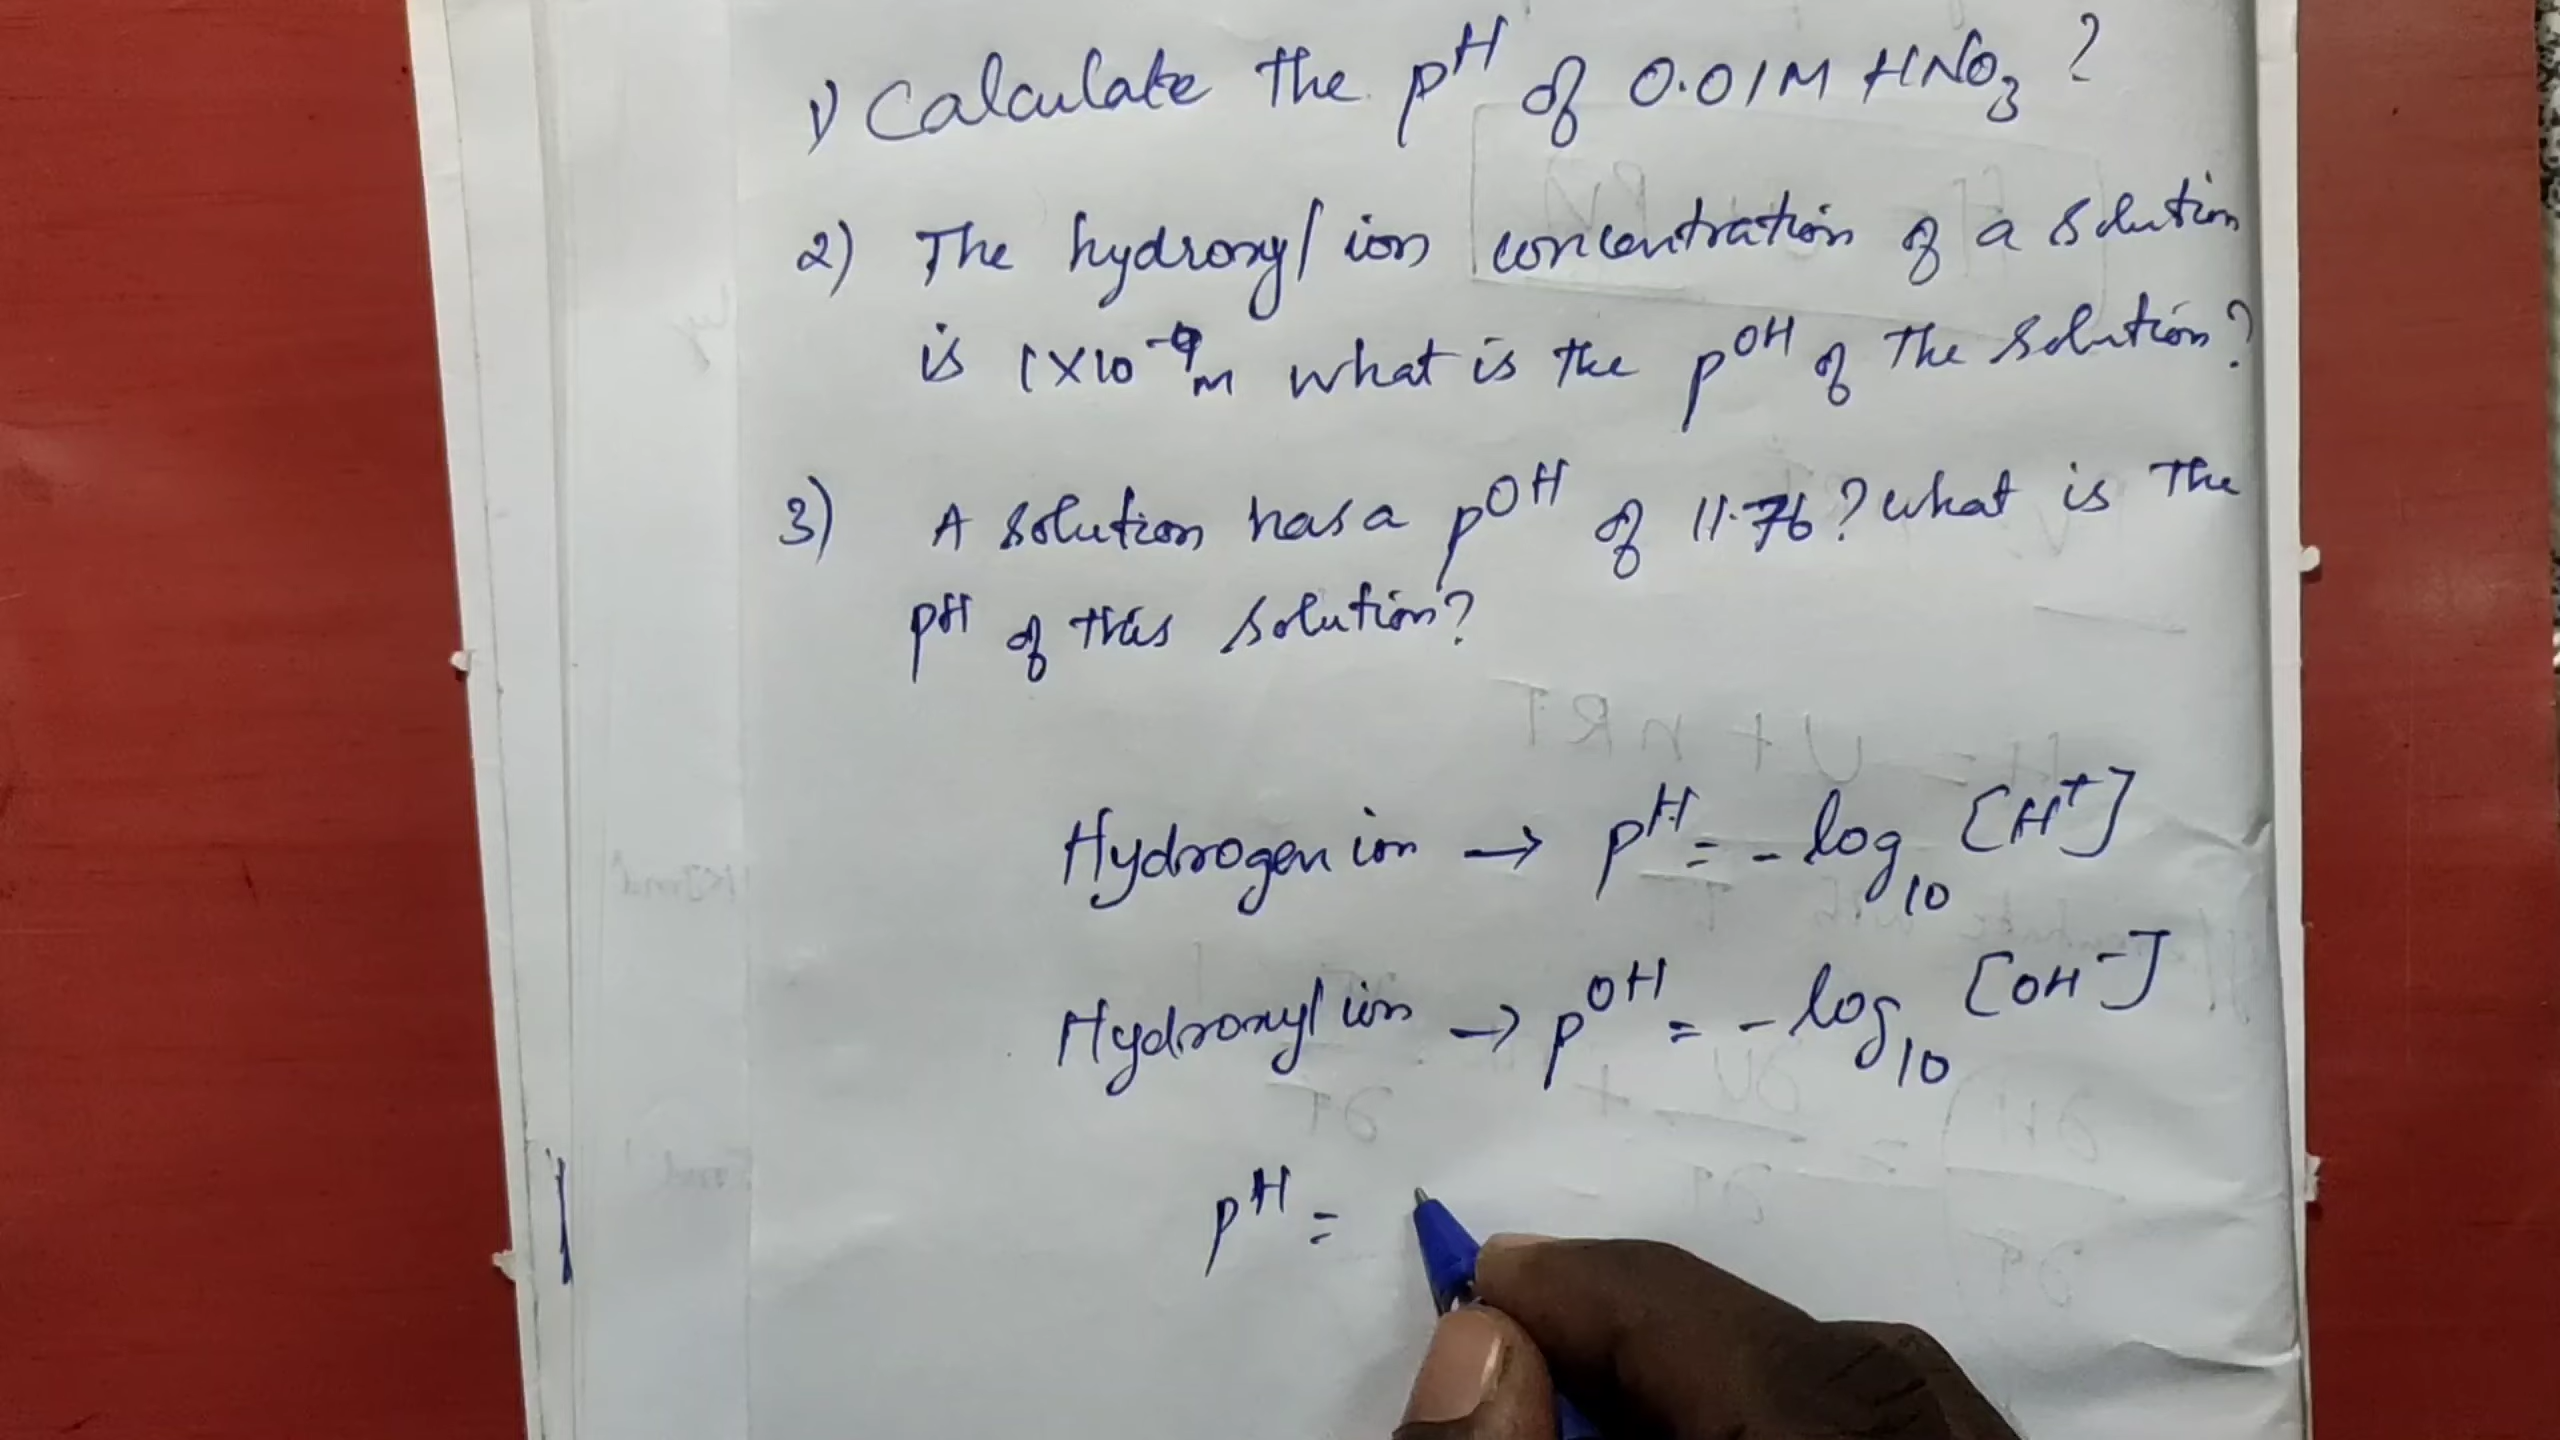 1) Calculate the pᴴ of 0.01M HNO₃ ?
2) The hydroxyl ion concentration of a solution
is 1×10⁻⁹M what is the pᴼᴴ of the solution?
3) A solution has a pᴼᴴ of 11.76? what is the
pH of this solution?
Hydrogen ion → pᴴ = - log₁₀ [H⁺]
Hydroxyl ion → pᴼᴴ = - log₁₀ [OH⁻]
pᴴ =